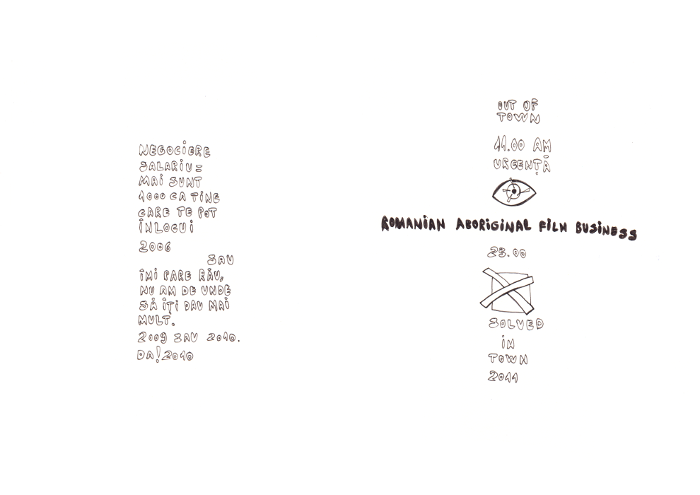 NEGOCIERE
SALARIU =
MAI SUNT
1000 CA TINE
CARE TE POT
ÎNLOCUI
2006
SAU
ÎMI PARE RĂU,
NU AM DE UNDE
SĂ ÎȚI DAU MAI
MULT.
2009 SAU 2010.
DA! 2010
OUT OF
TOWN
11.00 AM
URGENȚĂ
ROMANIAN ABORIGINAL FILM BUSINESS
23.00
SOLVED
IN
TOWN
2011